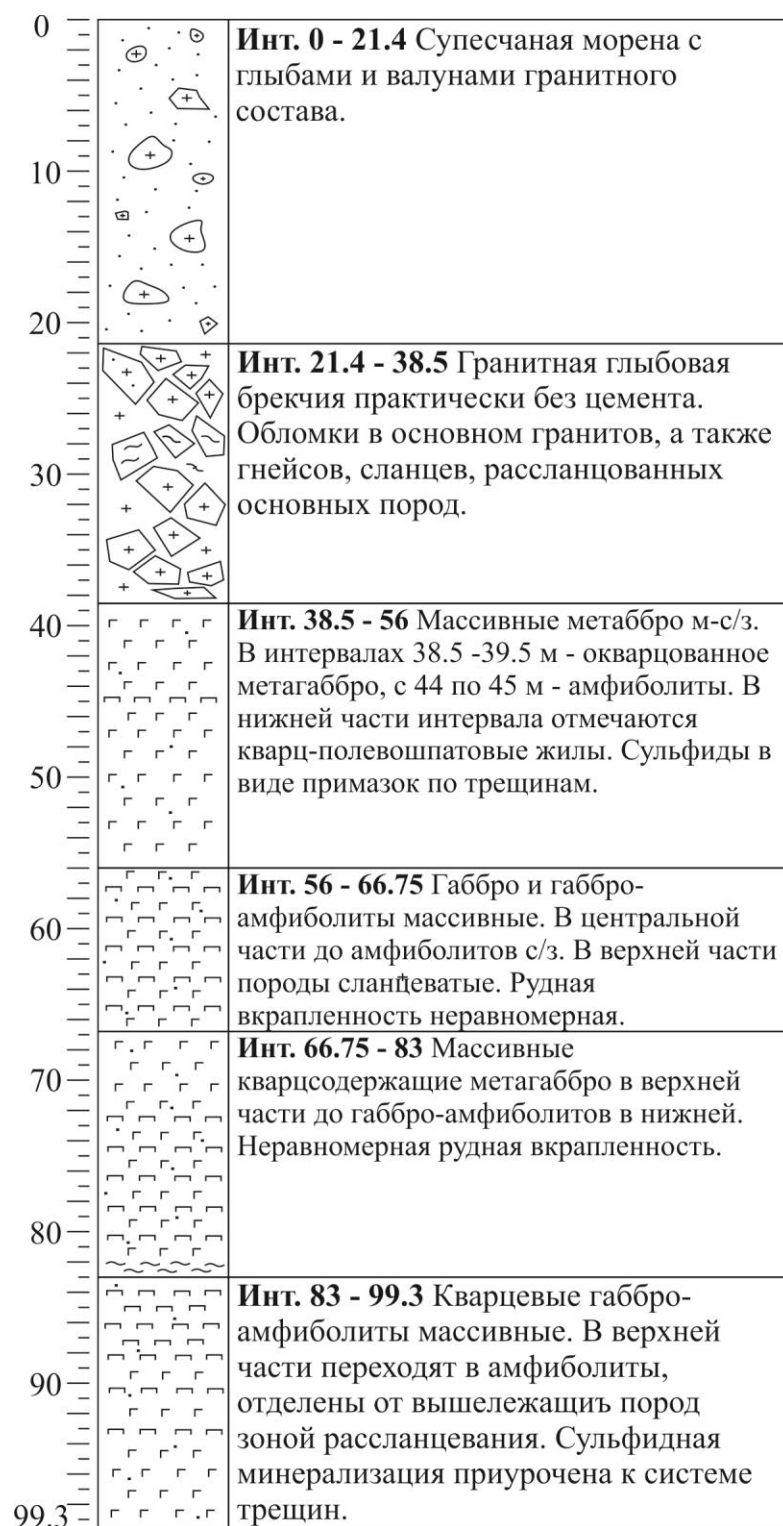 0
10
20
30
40
50
60
70
80
90
99.3
Инт. 0 - 21.4 Супесчаная морена с
глыбами и валунами гранитного
состава.
Инт. 21.4 - 38.5 Гранитная глыбовая
брекчия практически без цемента.
Обломки в основном гранитов, а также
гнейсов, сланцев, рассланцованных
основных пород.
Инт. 38.5 - 56 Массивные метаббро м-с/з.
В интервалах 38.5 -39.5 м - окварцованное
метагаббро, с 44 по 45 м - амфиболиты. В
нижней части интервала отмечаются
кварц-полевошпатовые жилы. Сульфиды в
виде примазок по трещинам.
Инт. 56 - 66.75 Габбро и габбро-
амфиболиты массивные. В центральной
части до амфиболитов с/з. В верхней части
породы сланцеватые. Рудная
вкрапленность неравномерная.
Инт. 66.75 - 83 Массивные
кварцсодержащие метагаббро в верхней
части до габбро-амфиболитов в нижней.
Неравномерная рудная вкрапленность.
Инт. 83 - 99.3 Кварцевые габбро-
амфиболиты массивные. В верхней
части переходят в амфиболиты,
отделены от вышележащиъ пород
зоной рассланцевания. Сульфидная
минерализация приурочена к системе
трещин.